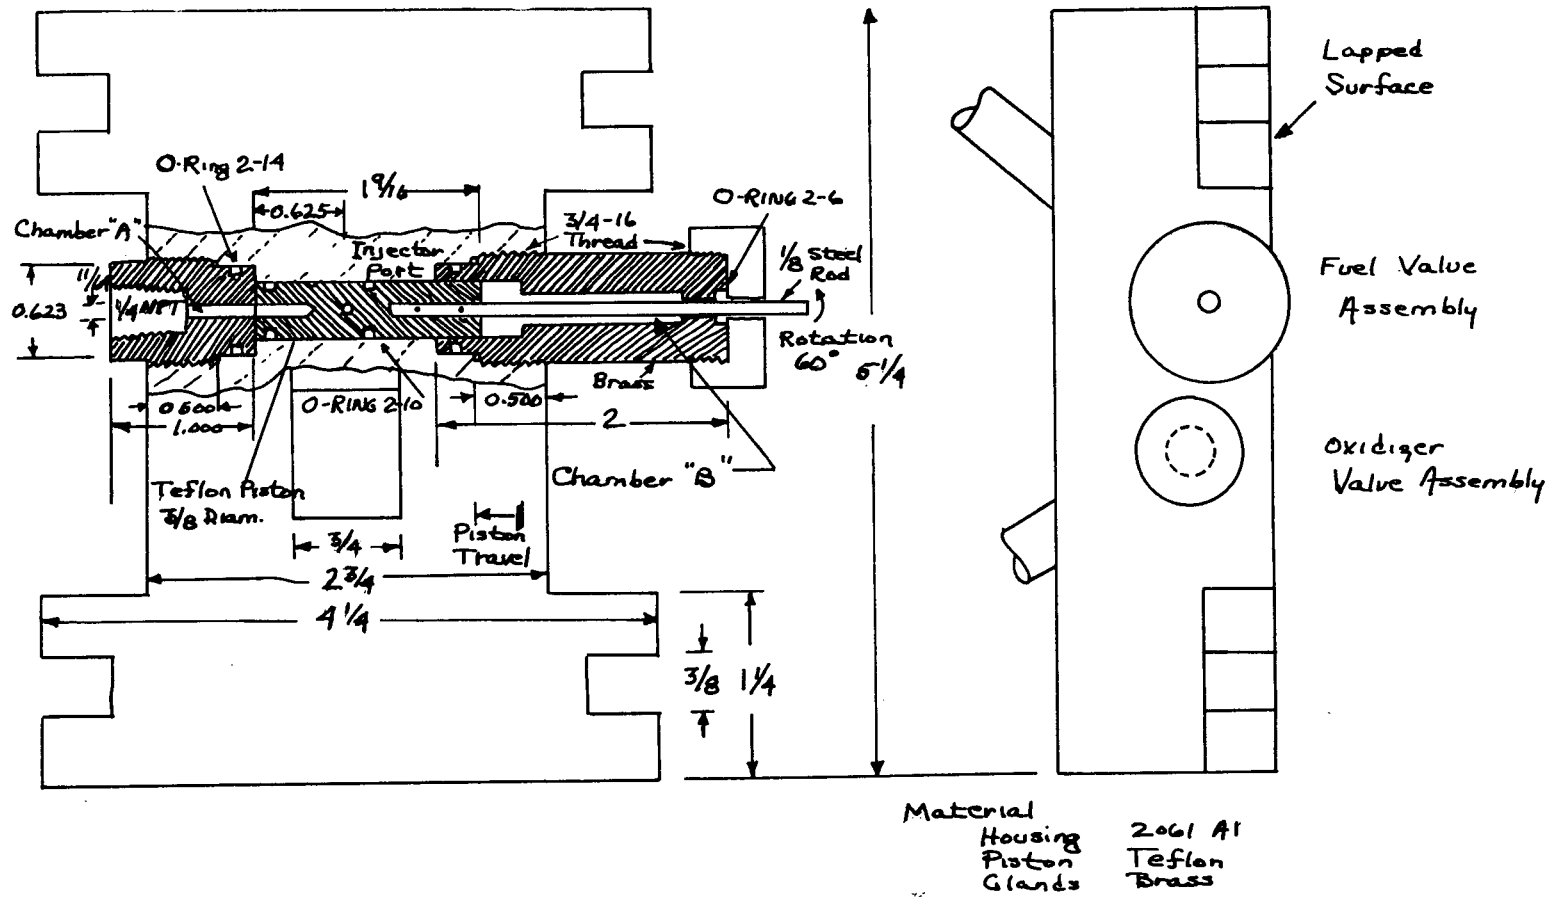 Lapped
Surface
O-Ring 2-14
1 9/16
0.625
O-RING 2-6
Chamber "A"
3/4-16
Thread
Injector
Port
1/8 Steel
Rod
Fuel Value
Assembly
0.623
1/4 NPT
Rotation
60°
5 1/4
Brass
0.500
1.000
O-RING 2-10
0.500
2
Chamber "B"
Oxidizer
Valve Assembly
Teflon Piston
3/8 Diam.
Piston
Travel
3/4
2 3/4
4 1/4
3/8
1 1/4
Material
Housing 2061 Al
Piston Teflon
Glands Brass